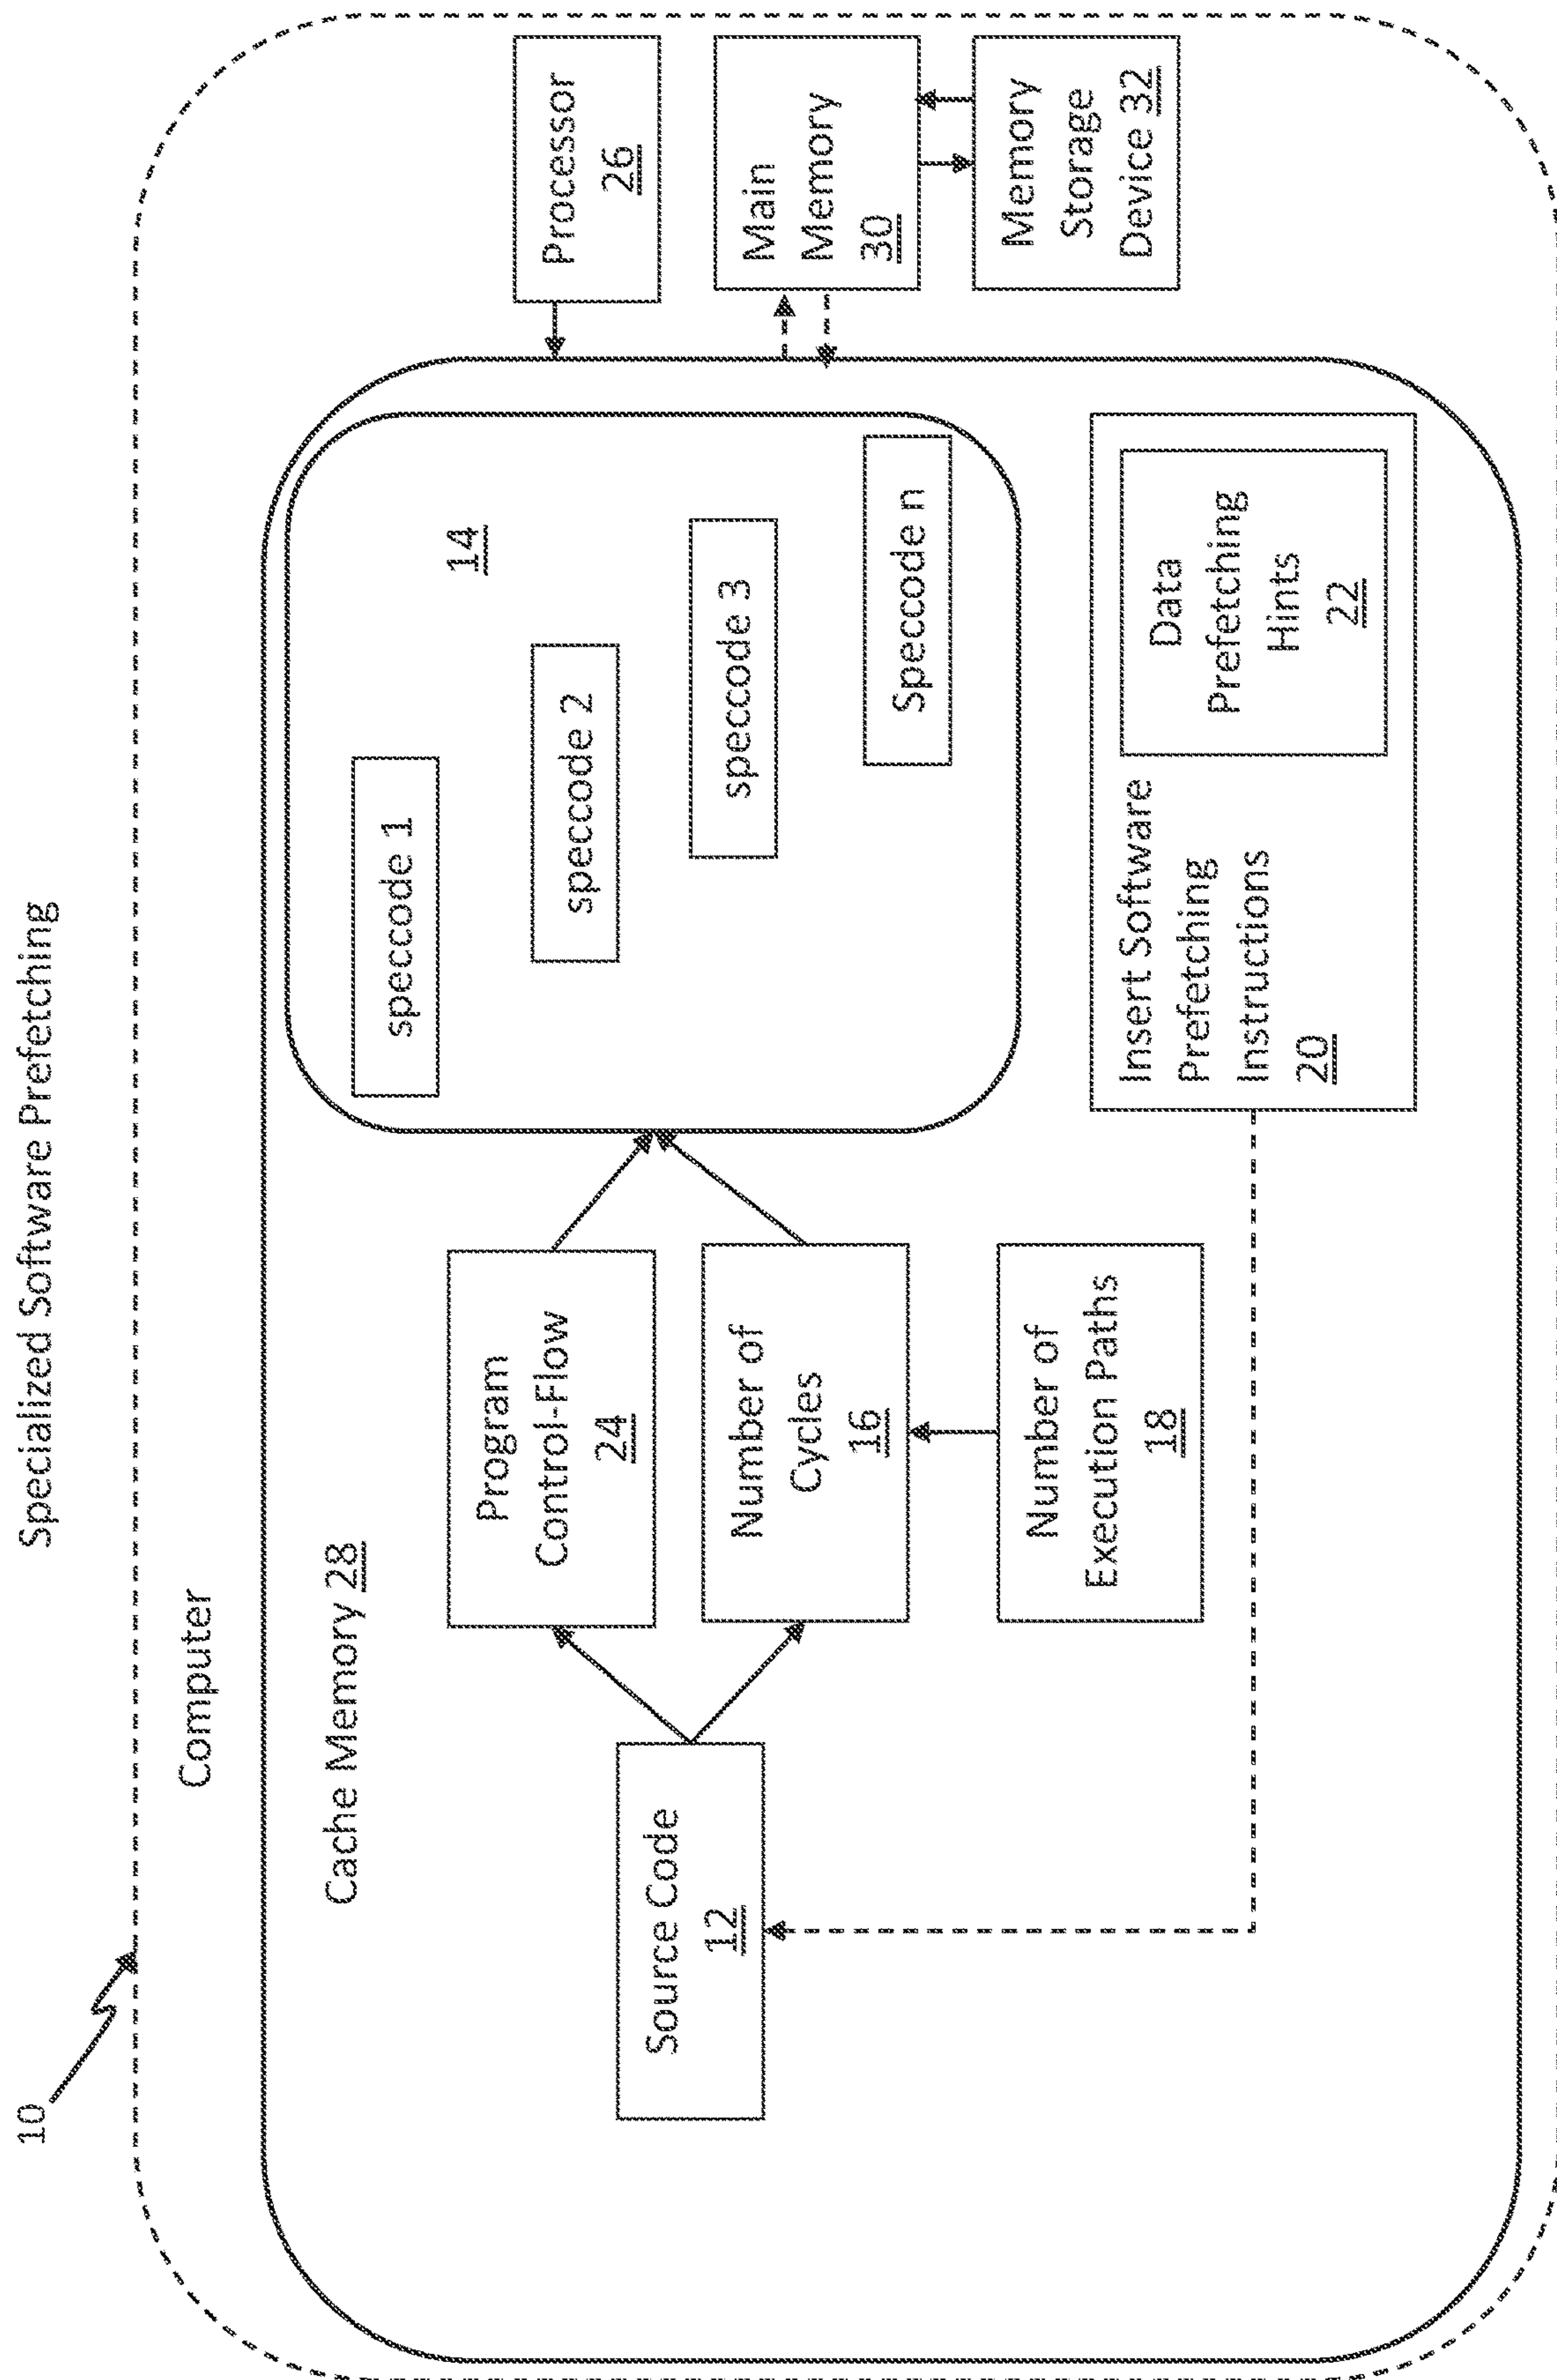 Specialized Software Prefetching
10
Computer
Cache Memory 28
Source Code
12
Program
Control-Flow
24
Number of
Cycles
16
Number of
Execution Paths
18
speccode 1
speccode 2
speccode 3
Speccode n
14
Insert Software
Prefetching
Instructions
20
Data
Prefetching
Hints
22
Processor
26
Main
Memory
30
Memory
Storage
Device 32